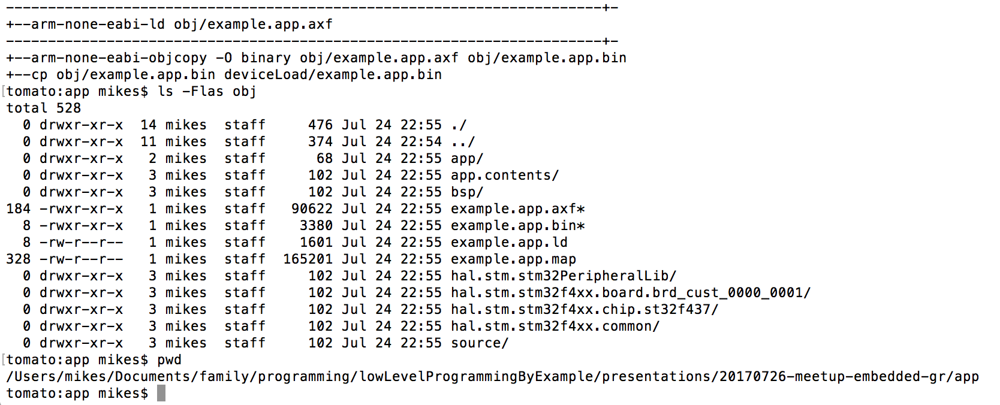 -----------------------------------------------------------------------+-
+--arm-none-eabi-ld obj/example.app.axf
-----------------------------------------------------------------------+-
+--arm-none-eabi-objcopy -O binary obj/example.app.axf obj/example.app.bin
+--cp obj/example.app.bin deviceLoad/example.app.bin
[tomato:app mikes$ ls -Flas obj
total 528
  0 drwxr-xr-x  14 mikes  staff     476 Jul 24 22:55 ./
  0 drwxr-xr-x  11 mikes  staff     374 Jul 24 22:54 ../
  0 drwxr-xr-x   2 mikes  staff      68 Jul 24 22:55 app/
  0 drwxr-xr-x   3 mikes  staff     102 Jul 24 22:55 app.contents/
  0 drwxr-xr-x   3 mikes  staff     102 Jul 24 22:55 bsp/
184 -rwxr-xr-x   1 mikes  staff   90622 Jul 24 22:55 example.app.axf*
  8 -rwxr-xr-x   1 mikes  staff    3380 Jul 24 22:55 example.app.bin*
  8 -rw-r--r--   1 mikes  staff    1601 Jul 24 22:55 example.app.ld
328 -rw-r--r--   1 mikes  staff  165201 Jul 24 22:55 example.app.map
  0 drwxr-xr-x   3 mikes  staff     102 Jul 24 22:55 hal.stm.stm32PeripheralLib/
  0 drwxr-xr-x   3 mikes  staff     102 Jul 24 22:55 hal.stm.stm32f4xx.board.brd_cust_0000_0001/
  0 drwxr-xr-x   3 mikes  staff     102 Jul 24 22:55 hal.stm.stm32f4xx.chip.st32f437/
  0 drwxr-xr-x   3 mikes  staff     102 Jul 24 22:55 hal.stm.stm32f4xx.common/
  0 drwxr-xr-x   3 mikes  staff     102 Jul 24 22:55 source/
[tomato:app mikes$ pwd
/Users/mikes/Documents/family/programming/lowLevelProgrammingByExample/presentations/20170726-meetup-embedded-gr/app
tomato:app mikes$